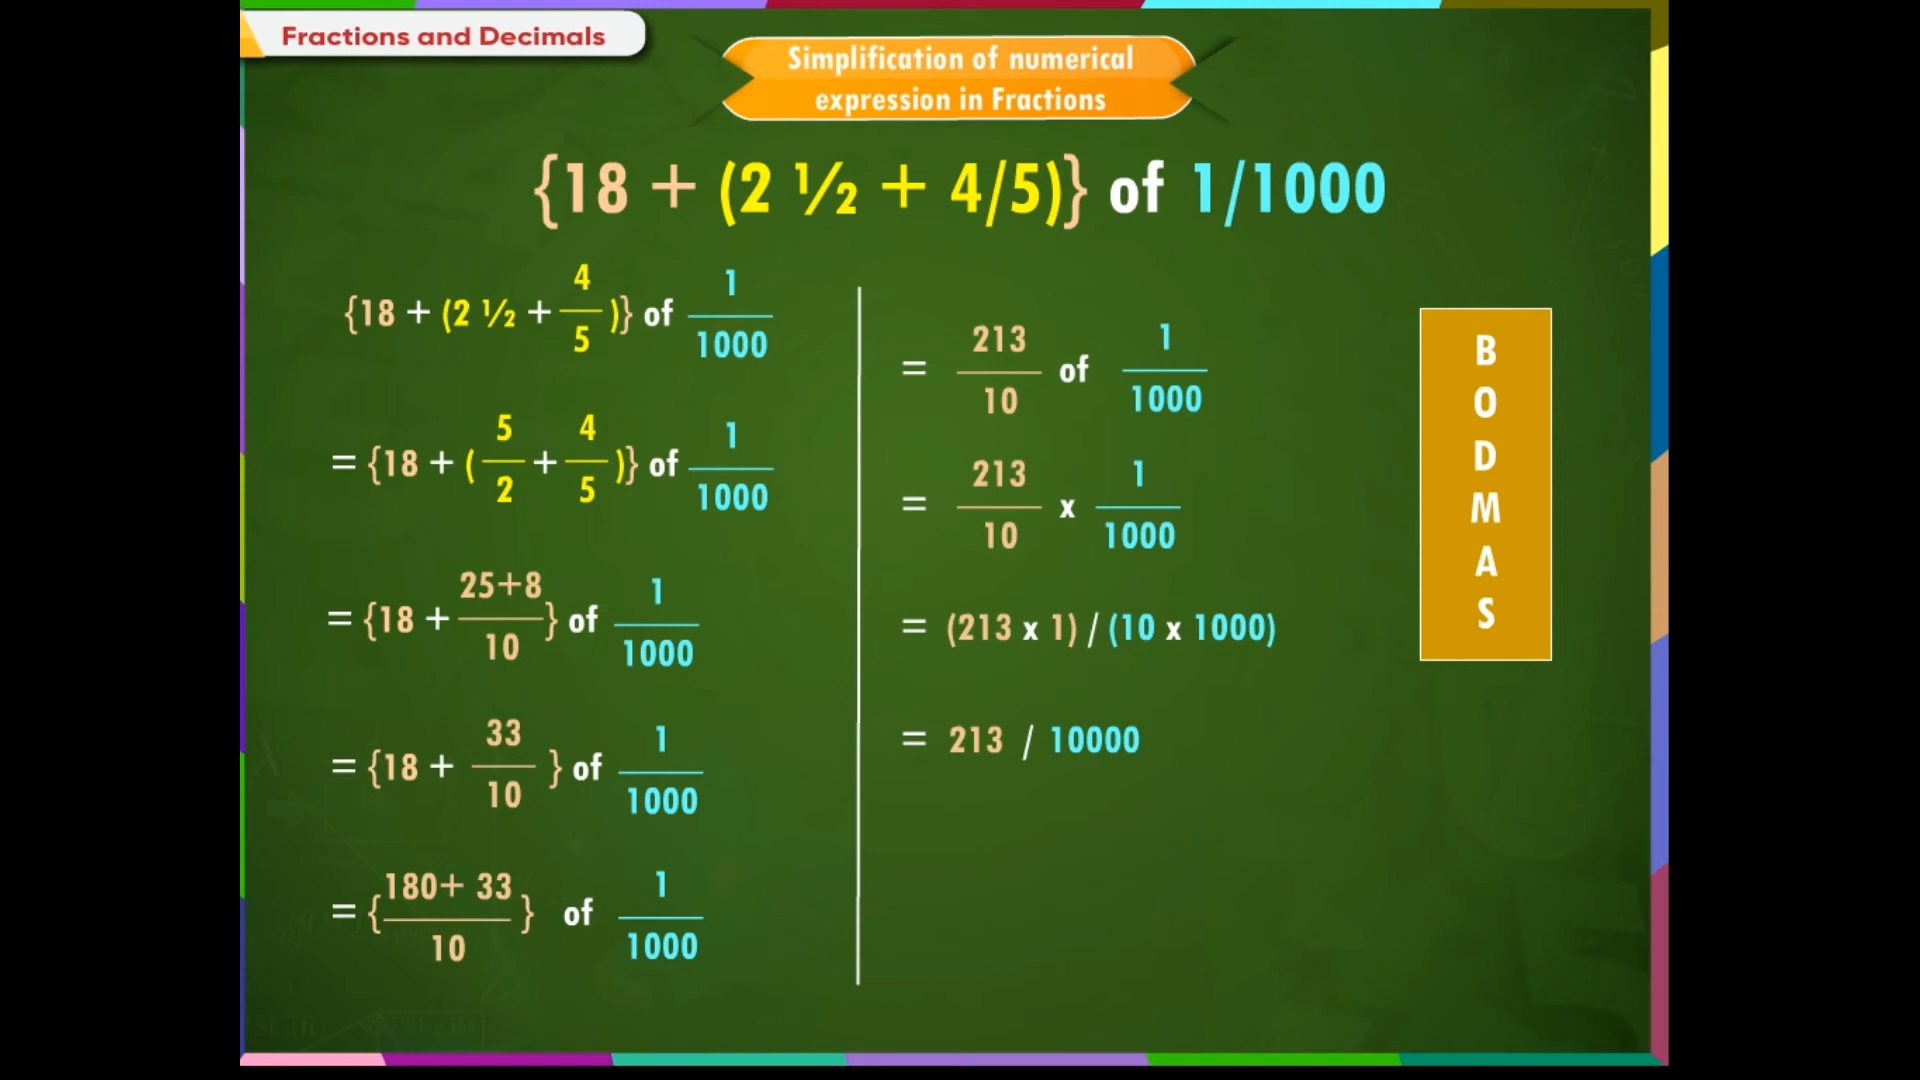 Fractions and Decimals
Simplification of numerical
expression in Fractions
{18 + (2 ½ + 4/5)} of 1/1000
{18 + (2 ½ + 4/5 )} of 1/1000
= {18 + ( 5/2 + 4/5 )} of 1/1000
= {18 + 25+8/10 } of 1/1000
= {18 + 33/10 } of 1/1000
= { 180+ 33/10 } of 1/1000
= 213/10 of 1/1000
= 213/10 x 1/1000
= (213 x 1) / (10 x 1000)
= 213 / 10000
B
O
D
M
A
S